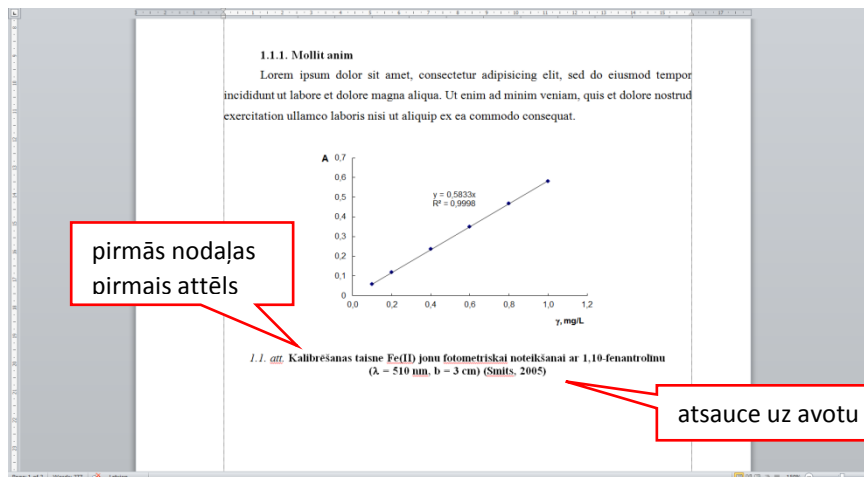 1.1.1. Mollit anim
Lorem ipsum dolor sit amet, consectetur adipisicing elit, sed do eiusmod tempor
incididunt ut labore et dolore magna aliqua. Ut enim ad minim veniam, quis et dolore nostrud
exercitation ullamco laboris nisi ut aliquip ex ea commodo consequat.
A
0,7
0,6
0,5
0,4
0,3
0,2
0,1
0
y = 0,5833x
R² = 0,9998
0,0 0,2 0,4 0,6 0,8 1,0 1,2
γ, mg/L
pirmās nodaļas
pirmais attēls
1.1. att. Kalibrēšanas taisne Fe(II) jonu fotometriskai noteikšanai ar 1,10-fenantrolīnu
(λ = 510 nm, b = 3 cm) (Smits, 2005)
atsauce uz avotu